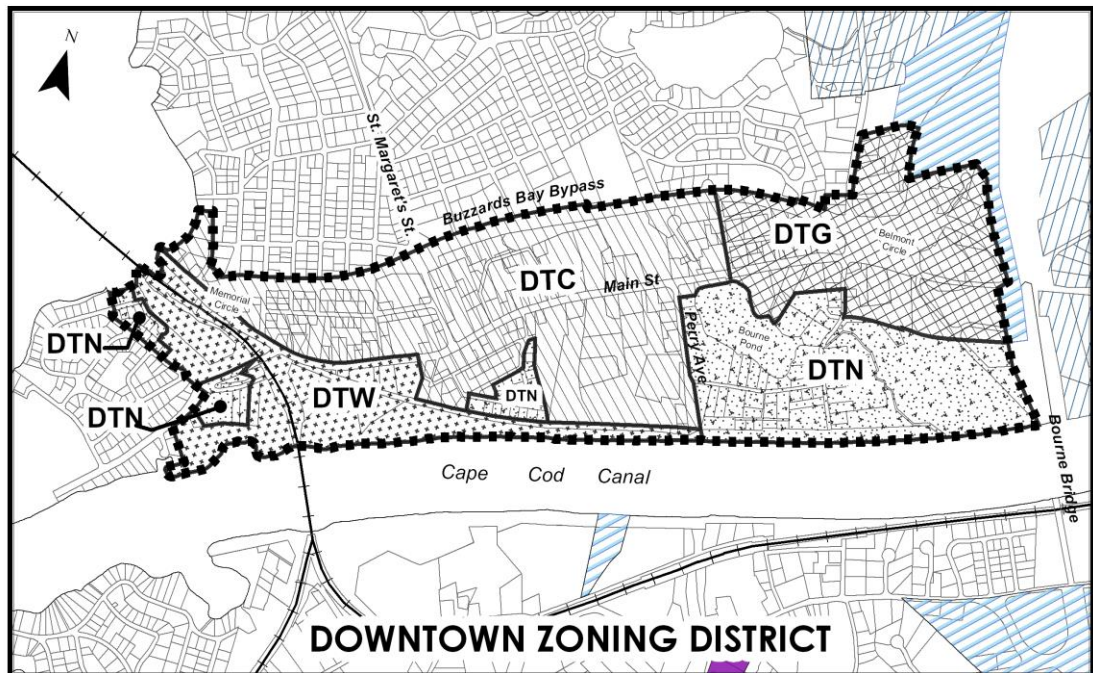 N
St. Margaret's St.
Buzzards Bay Bypass
DTG
Belmont
Circle
DTC
Main St
Memorial
Circle
DTN
Perry Ave
Bourne
Pond
DTN
DTN
DTW
DTN
Cape Cod Canal
Bourne Bridge
DOWNTOWN ZONING DISTRICT